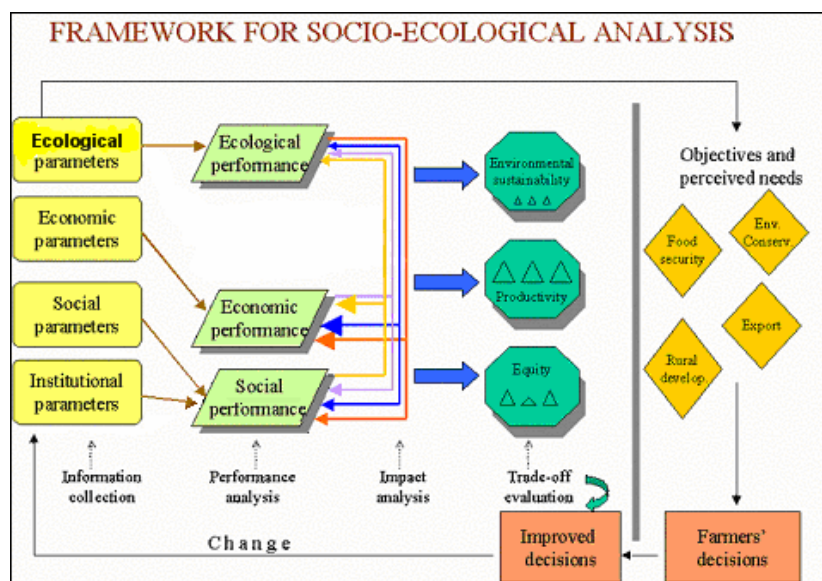 FRAMEWORK FOR SOCIO-ECOLOGICAL ANALYSIS
Ecological
parameters
Economic
parameters
Social
parameters
Institutional
parameters
Ecological
performance
Economic
performance
Social
performance
Environmental
sustainability
Productivity
Equity
Objectives and
perceived needs
Food
security
Env.
Conserv.
Export
Rural
develop.
Information
collection
Performance
analysis
Impact
analysis
Trade-off
evaluation
Change
Improved
decisions
Farmers'
decisions